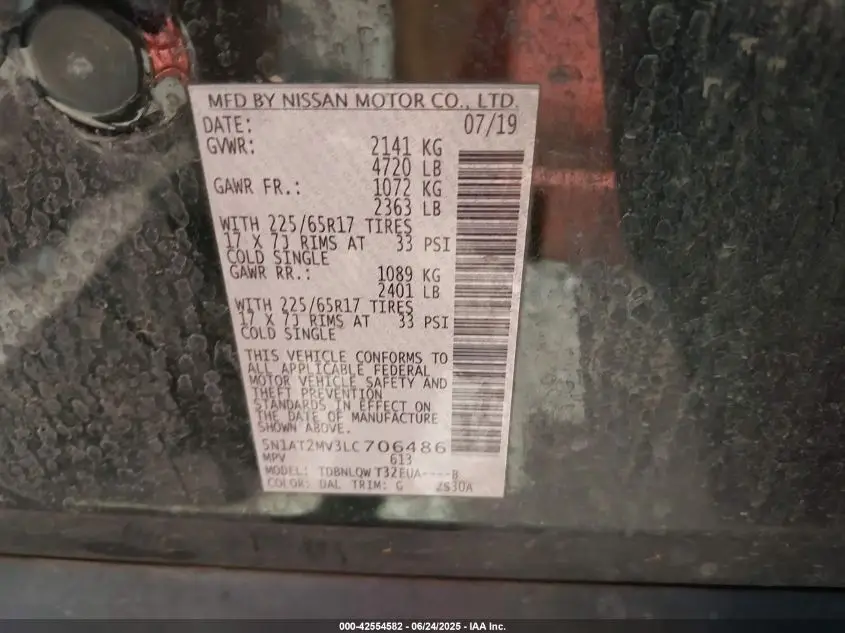 MFD BY NISSAN MOTOR CO., LTD.
DATE: 07/19
GVWR: 2141 KG
4720 LB
GAWR FR.: 1072 KG
2363 LB
WITH 225/65R17 TIRES
17 X 7J RIMS AT 33 PSI
COLD SINGLE
GAWR RR.: 1089 KG
2401 LB
WITH 225/65R17 TIRES
17 X 7J RIMS AT 33 PSI
COLD SINGLE
THIS VEHICLE CONFORMS TO
ALL APPLICABLE FEDERAL
MOTOR VEHICLE SAFETY AND
THEFT PREVENTION
STANDARDS IN EFFECT ON
THE DATE OF MANUFACTURE
SHOWN ABOVE.
5N1AT2MV3LC706486
MPV 613
MODEL: TDBNLQWT32EUA----B
COLOR: DAL TRIM: G 2S30A
000-42554582 - 06/24/2025 - IAA Inc.